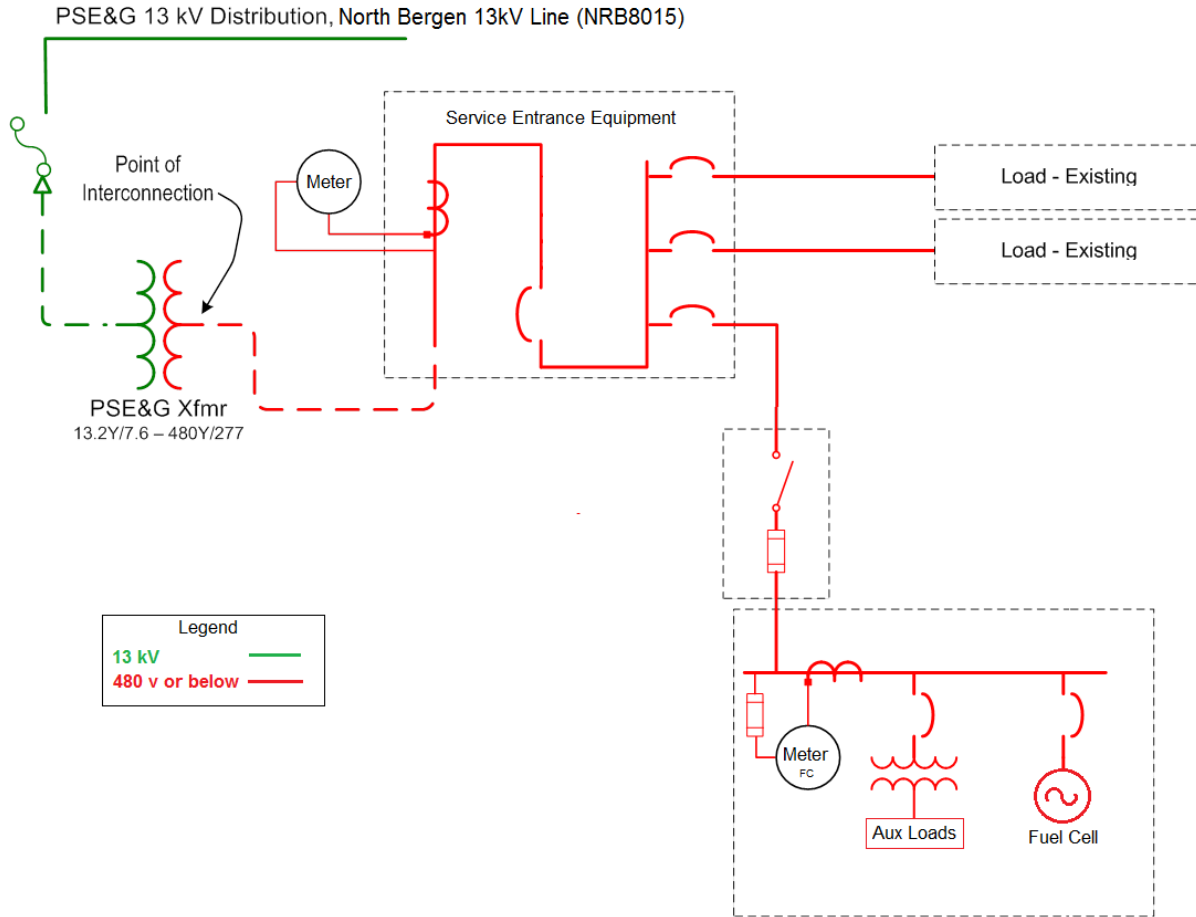 PSE&G 13 kV Distribution, North Bergen 13kV Line (NRB8015)
Service Entrance Equipment
Point of
Interconnection
Meter
Load - Existing
Load - Existing
PSE&G Xfmr
13.2Y/7.6 – 480Y/277
-
Legend
13 kV
480 v or below
Meter
FC
Aux Loads
Fuel Cell